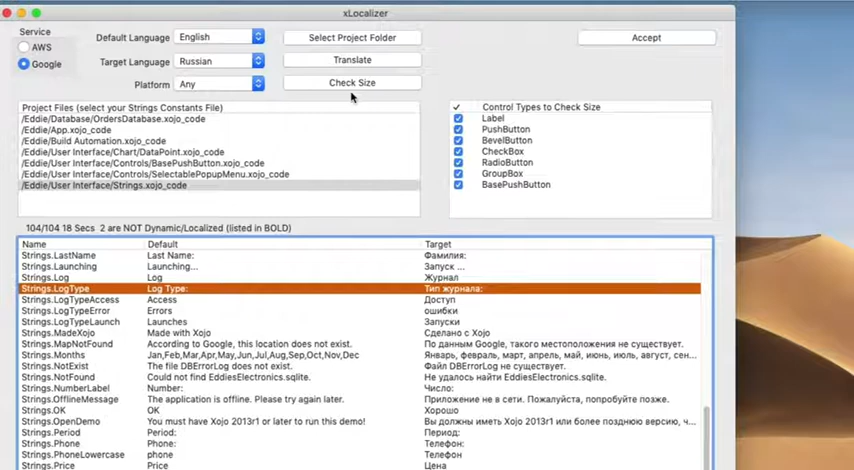 xLocalizer
Service
AWS
Google
Default Language English
Target Language Russian
Platform Any
Select Project Folder
Translate
Check Size
Accept
Project Files (select your Strings Constants File)
/Eddie/Database/OrdersDatabase.xojo_code
/Eddie/App.xojo_code
/Eddie/Build Automation.xojo_code
/Eddie/User Interface/Chart/DataPoint.xojo_code
/Eddie/User Interface/Controls/BasePushButton.xojo_code
/Eddie/User Interface/Controls/SelectablePopupMenu.xojo_code
/Eddie/User Interface/Strings.xojo_code
Control Types to Check Size
Label
PushButton
BevelButton
CheckBox
RadioButton
GroupBox
BasePushButton
104/104 18 Secs 2 are NOT Dynamic/Localized (listed in BOLD)
Name Default Target
Strings.LastName Last Name: Фамилия:
Strings.Launching Launching... Запуск ...
Strings.Log Log Журнал
Strings.LogType Log Type: Тип журнала:
Strings.LogTypeAccess Access Доступ
Strings.LogTypeError Errors ошибки
Strings.LogTypeLaunch Launches Запуски
Strings.MadeXojo Made with Xojo Сделано с Xojo
Strings.MapNotFound According to Google, this location does not exist. По данным Google, такого местоположения не существует.
Strings.Months Jan,Feb,Mar,Apr,May,Jun,Jul,Aug,Sep,Oct,Nov,Dec Январь, февраль, март, апрель, май, июнь, июль, август, сен...
Strings.NotExist The file DBErrorLog does not exist. Файл DBErrorLog не существует.
Strings.NotFound Could not find EddiesElectronics.sqlite. Не удалось найти EddiesElectronics.sqlite.
Strings.NumberLabel Number: Число:
Strings.OfflineMessage The application is offline. Please try again later. Приложение не в сети. Пожалуйста, попробуйте позже.
Strings.OK OK Хорошо
Strings.OpenDemo You must have Xojo 2013r1 or later to run this demo! Вы должны иметь Xojo 2013r1 или более позднюю версию, ч...
Strings.Period Period: Период:
Strings.Phone Phone: Телефон:
Strings.PhoneLowercase phone Телефон
Strings.Price Price Цена